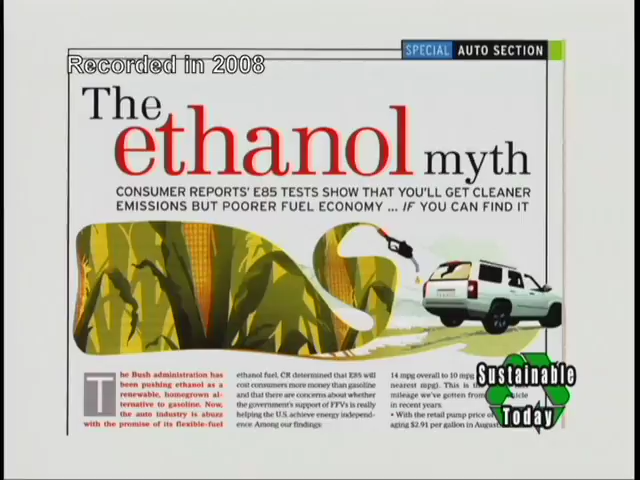 SPECIAL AUTO SECTION
Recorded in 2008
The
ethanol myth
CONSUMER REPORTS' E85 TESTS SHOW THAT YOU'LL GET CLEANER
EMISSIONS BUT POORER FUEL ECONOMY ... IF YOU CAN FIND IT
The Bush administration has
been pushing ethanol as a
renewable, homegrown al-
ternative to gasoline. Now,
the auto industry is abuzz
with the promise of its flexible-fuel
ethanol fuel. CR determined that E85 will
cost consumers more money than gasoline
and that there are concerns about whether
the government's support of FFVs is really
helping the U.S. achieve energy independ-
ence. Among our findings:
14 mpg overall to 10 mpg
nearest mpg). This is the
mileage we've gotten from
in recent years.
• With the retail pump price of
aging $2.91 per gallon in August
Sustainable
Today